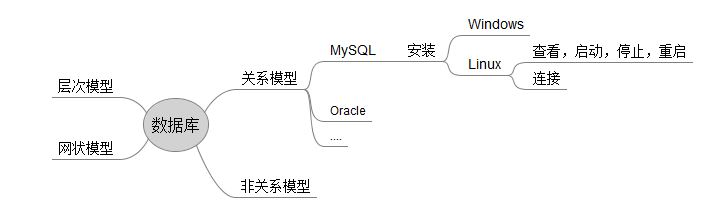 Windows
MySQL
安装
查看，启动，停止，重启
Linux
关系模型
连接
层次模型
Oracle
数据库
....
网状模型
非关系模型